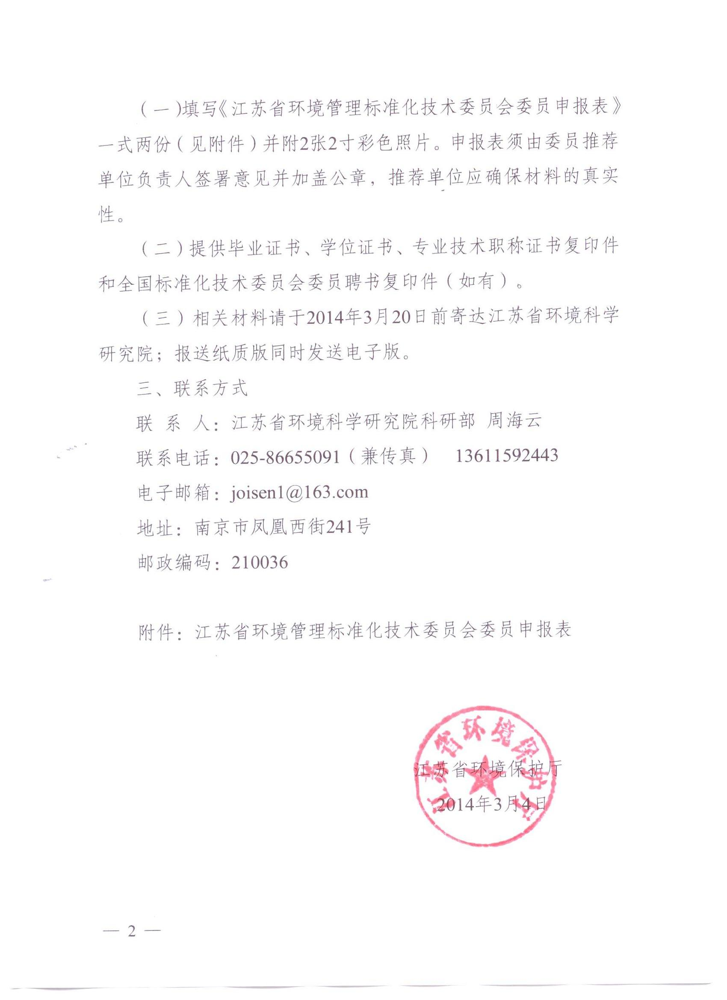 （一）填写《江苏省环境管理标准化技术委员会委员申报表》
一式两份（见附件）并附2张2寸彩色照片。申报表须由委员推荐
单位负责人签署意见并加盖公章，推荐单位应确保材料的真实
性。
（二）提供毕业证书、学位证书、专业技术职称证书复印件
和全国标准化技术委员会委员聘书复印件（如有）。
（三）相关材料请于2014年3月20日前寄达江苏省环境科学
研究院；报送纸质版同时发送电子版。
三、联系方式
联 系 人：江苏省环境科学研究院科研部 周海云
联系电话：025-86655091（兼传真） 13611592443
电子邮箱：joisen1@163.com
地址：南京市凤凰西街241号
邮政编码：210036
附件：江苏省环境管理标准化技术委员会委员申报表
江苏省环境保护厅
江苏省环境保护厅
2014年3月4日
— 2 —